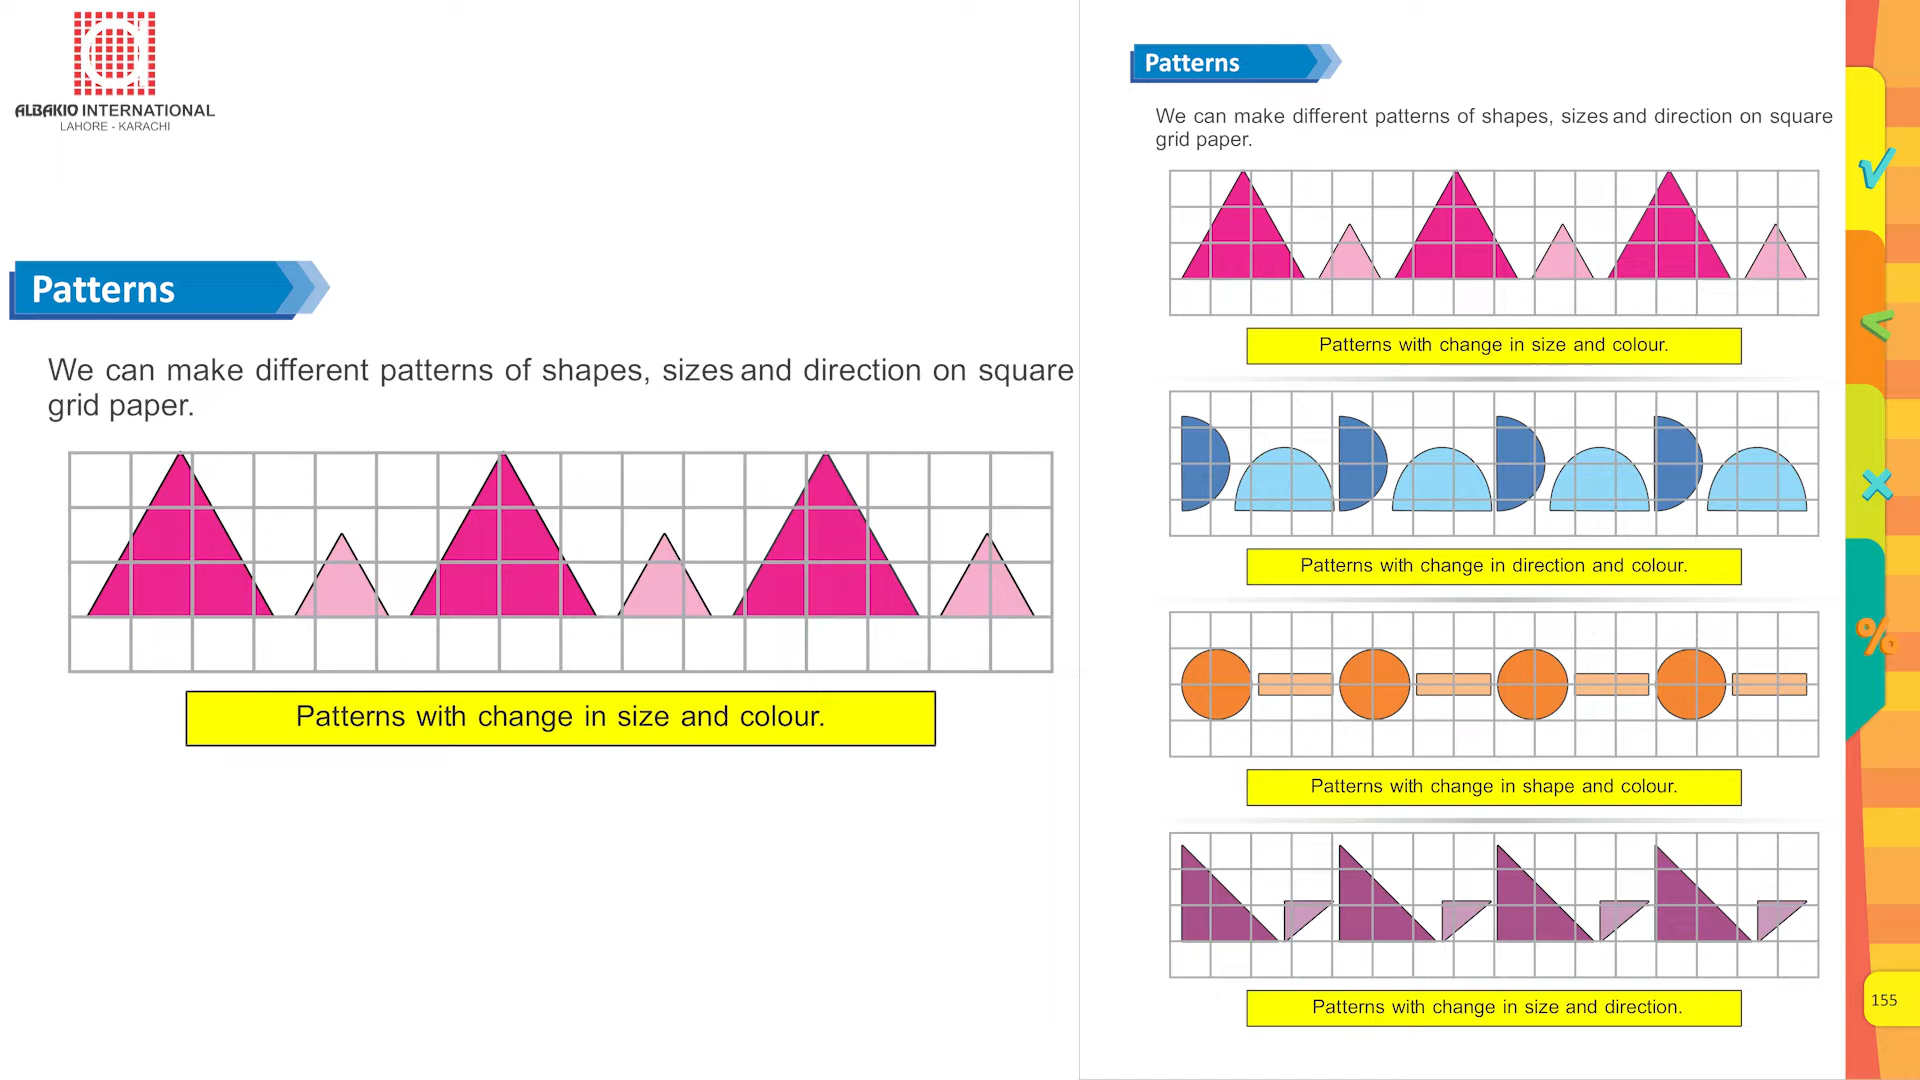 ALBAKIO INTERNATIONAL
LAHORE - KARACHI
Patterns
We can make different patterns of shapes, sizes and direction on square
grid paper.
Patterns with change in size and colour.
Patterns
We can make different patterns of shapes, sizes and direction on square
grid paper.
Patterns with change in size and colour.
Patterns with change in direction and colour.
Patterns with change in shape and colour.
Patterns with change in size and direction.
√
<
×
%
155